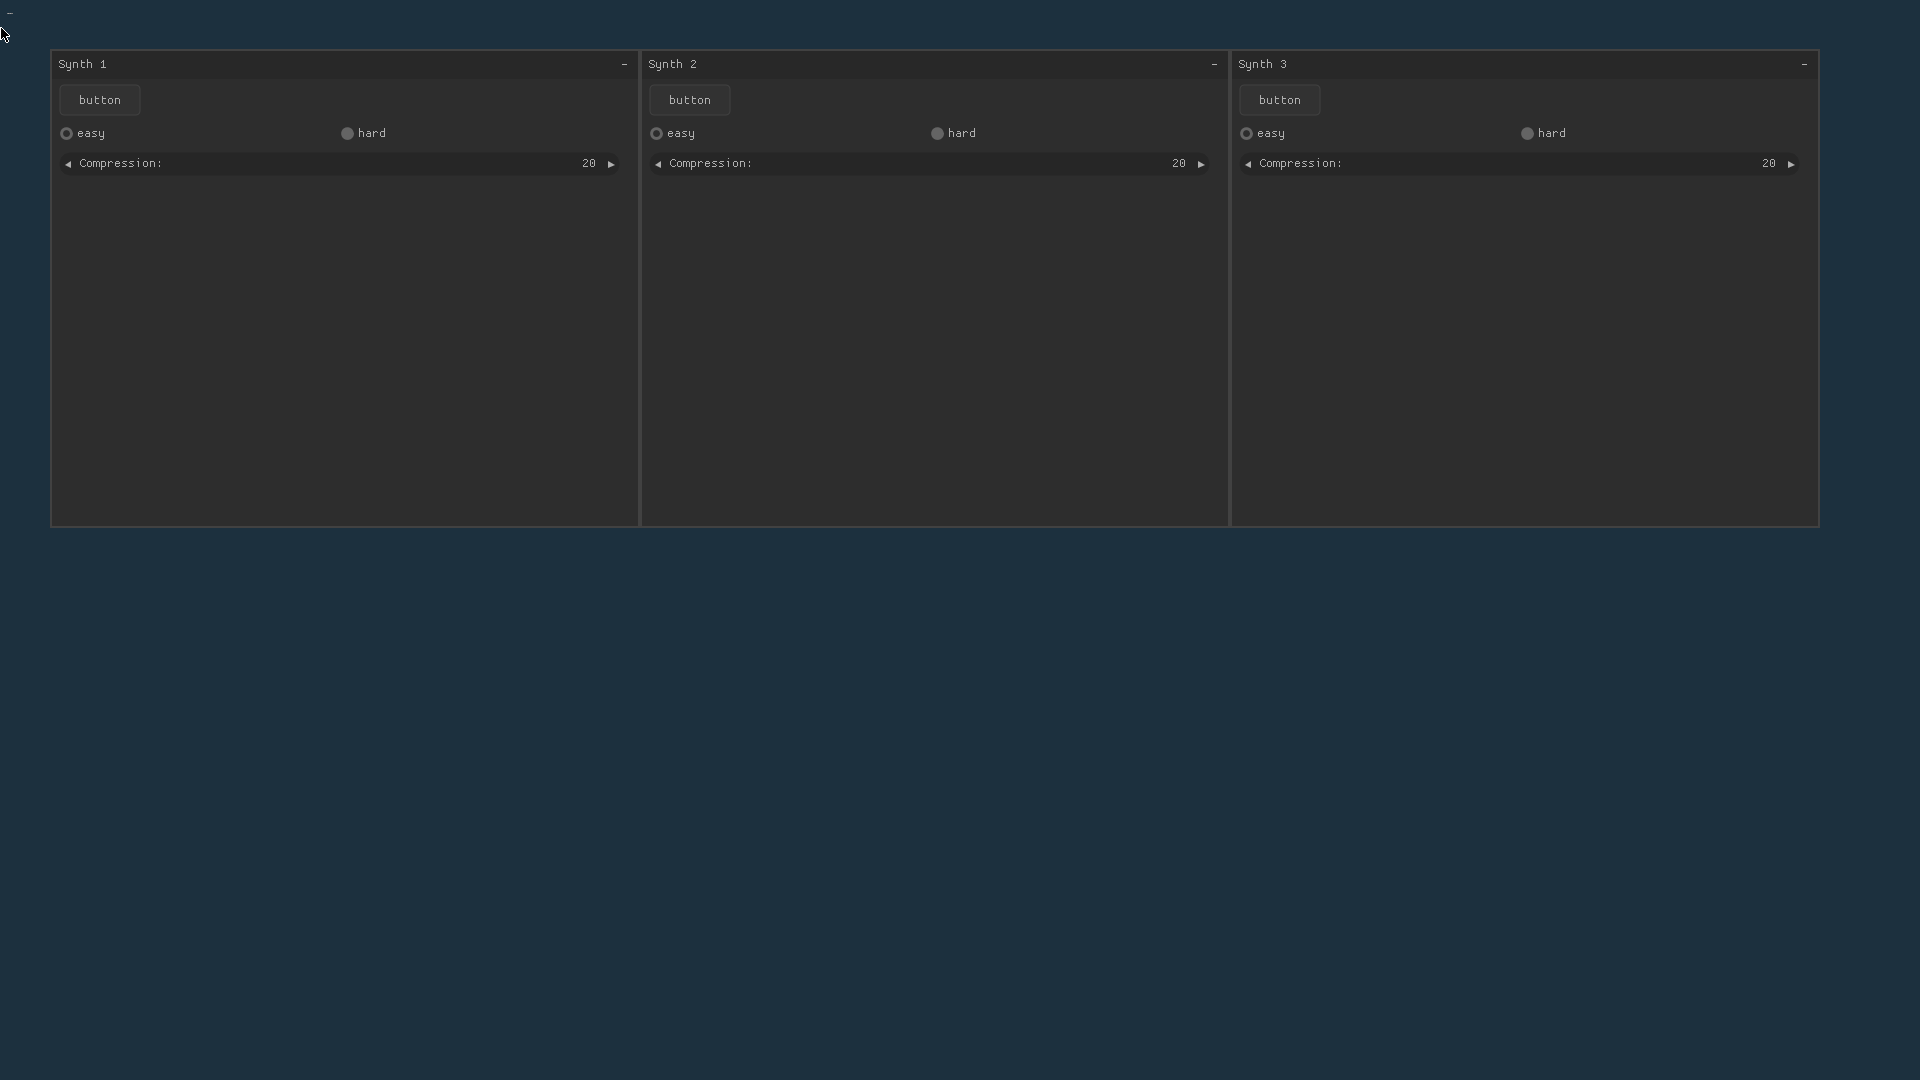 Synth 1 -
button
easy hard
Compression: 20
Synth 2 -
button
easy hard
Compression: 20
Synth 3 -
button
easy hard
Compression: 20